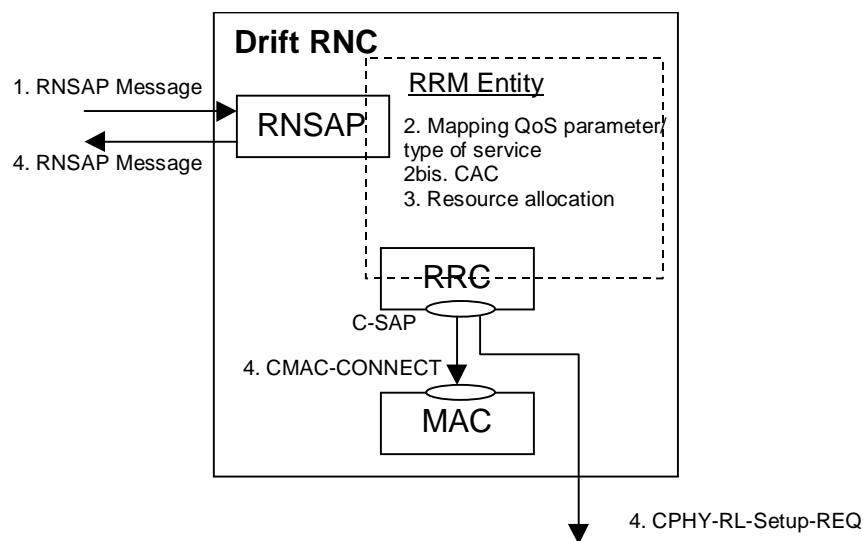 Drift RNC
1. RNSAP Message
RNSAP
4. RNSAP Message
RRM Entity
2. Mapping QoS parameter/
type of service
2bis. CAC
3. Resource allocation
RRC
C-SAP
4. CMAC-CONNECT
MAC
4. CPHY-RL-Setup-REQ